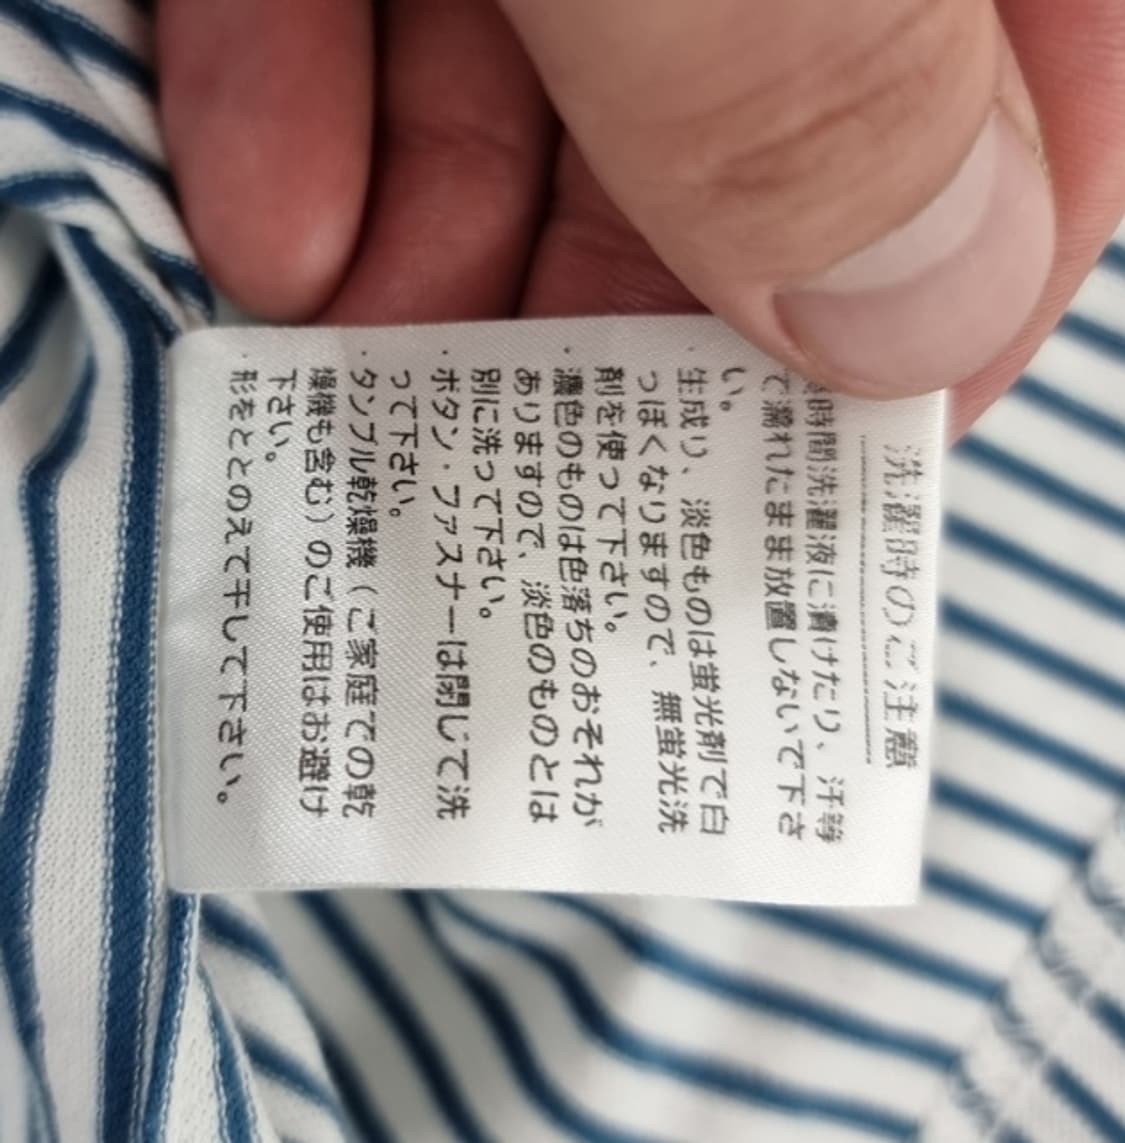 洗濯時のご注意
時間洗濯液に漬けたり、汗等
で濡れたまま放置しないで下さ
い。
・生成り、淡色ものは蛍光剤で白
っぽくなりますので、無蛍光洗
剤を使って下さい。
・濃色のものは色落ちのおそれが
ありますので、淡色のものとは
別に洗って下さい。
・ボタン・ファスナーは閉じて洗
って下さい。
・タンブル乾燥機（ご家庭での乾
燥機も含む）のご使用はお避け
下さい。
・形をととのえて干して下さい。